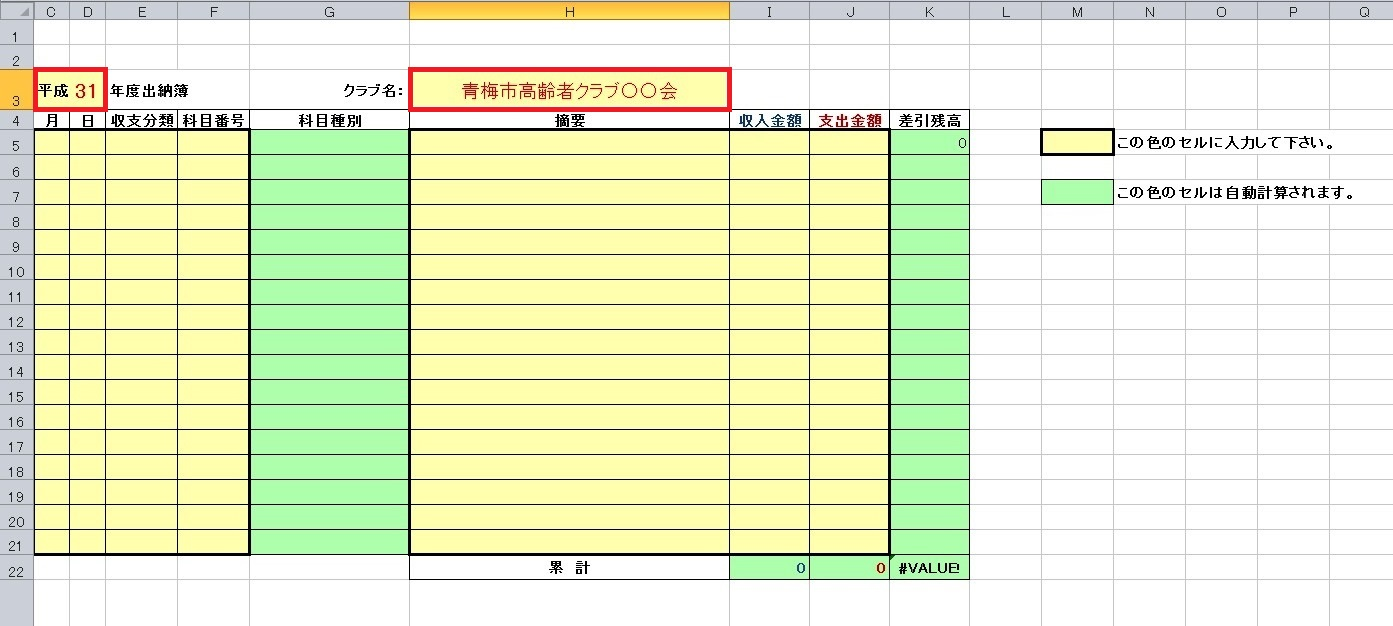 C D E F G H I J K L M N O P Q
1
2
3 平成 31 年度出納簿 クラブ名: 青梅市高齢者クラブ〇〇会
4 月 日 収支分類 科目番号 科目種別 摘要 収入金額 支出金額 差引残高
5 0 この色のセルに入力して下さい。
6
7 この色のセルは自動計算されます。
8
9
10
11
12
13
14
15
16
17
18
19
20
21
22 累 計 0 0 #VALUE!